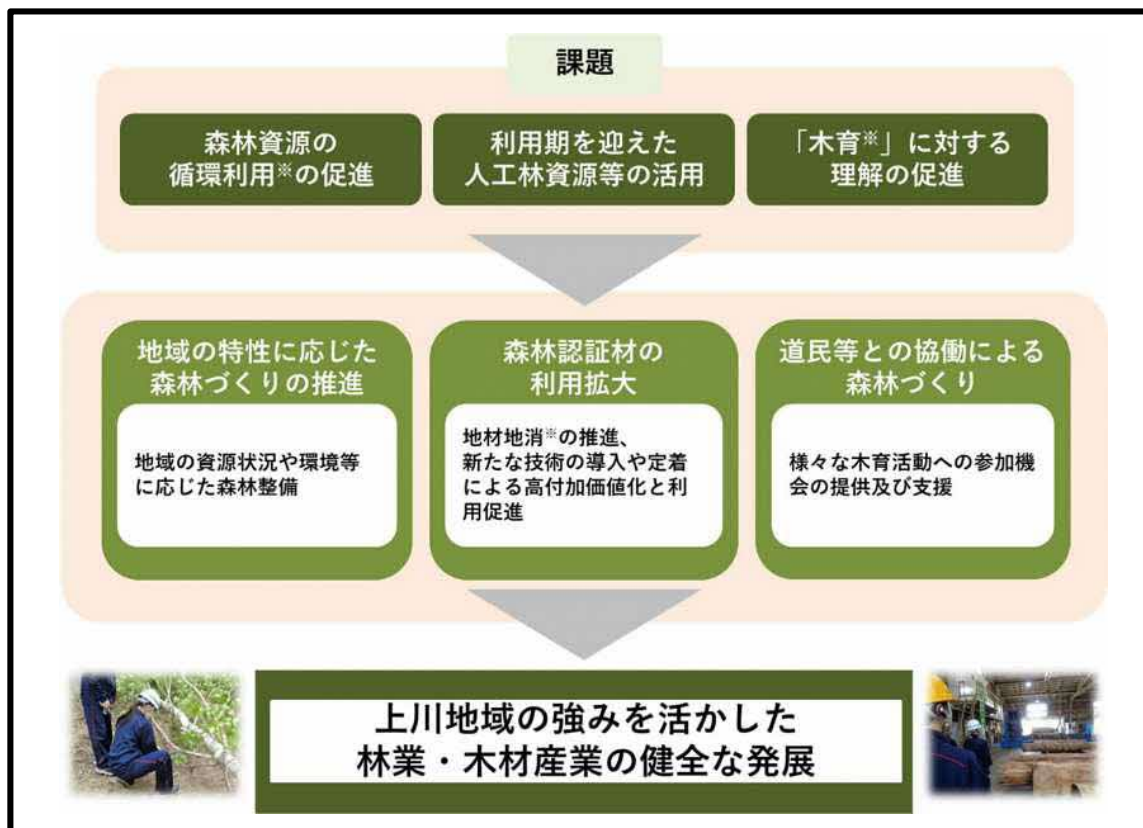 課題
森林資源の
循環利用※の促進
利用期を迎えた
人工林資源等の活用
「木育※」に対する
理解の促進
地域の特性に応じた
森林づくりの推進
地域の資源状況や環境等
に応じた森林整備
森林認証材の
利用拡大
地材地消※の推進、
新たな技術の導入や定着
による高付加価値化と利
用促進
道民等との協働による
森林づくり
様々な木育活動への参加機
会の提供及び支援
上川地域の強みを活かした
林業・木材産業の健全な発展